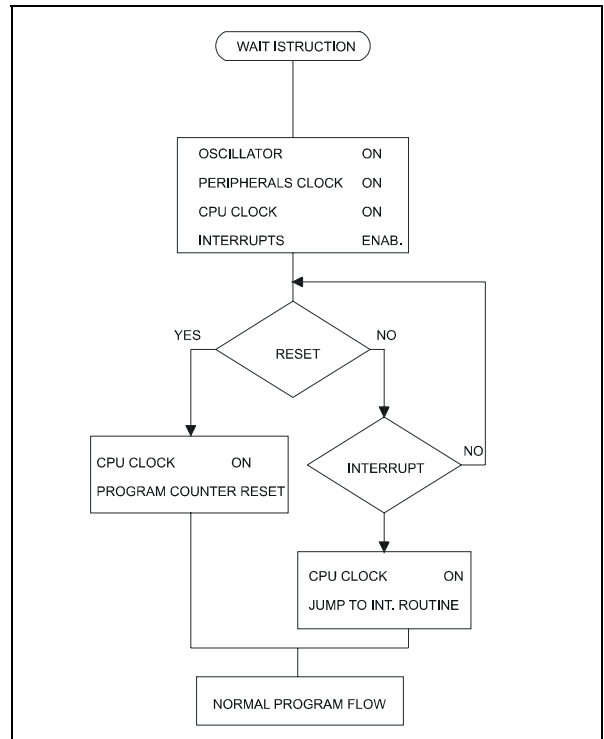 WAIT ISTRUCTION
OSCILLATOR ON
PERIPHERALS CLOCK ON
CPU CLOCK ON
INTERRUPTS ENAB.
YES
NO
RESET
NO
INTERRUPT
CPU CLOCK ON
PROGRAM COUNTER RESET
CPU CLOCK ON
JUMP TO INT. ROUTINE
NORMAL PROGRAM FLOW